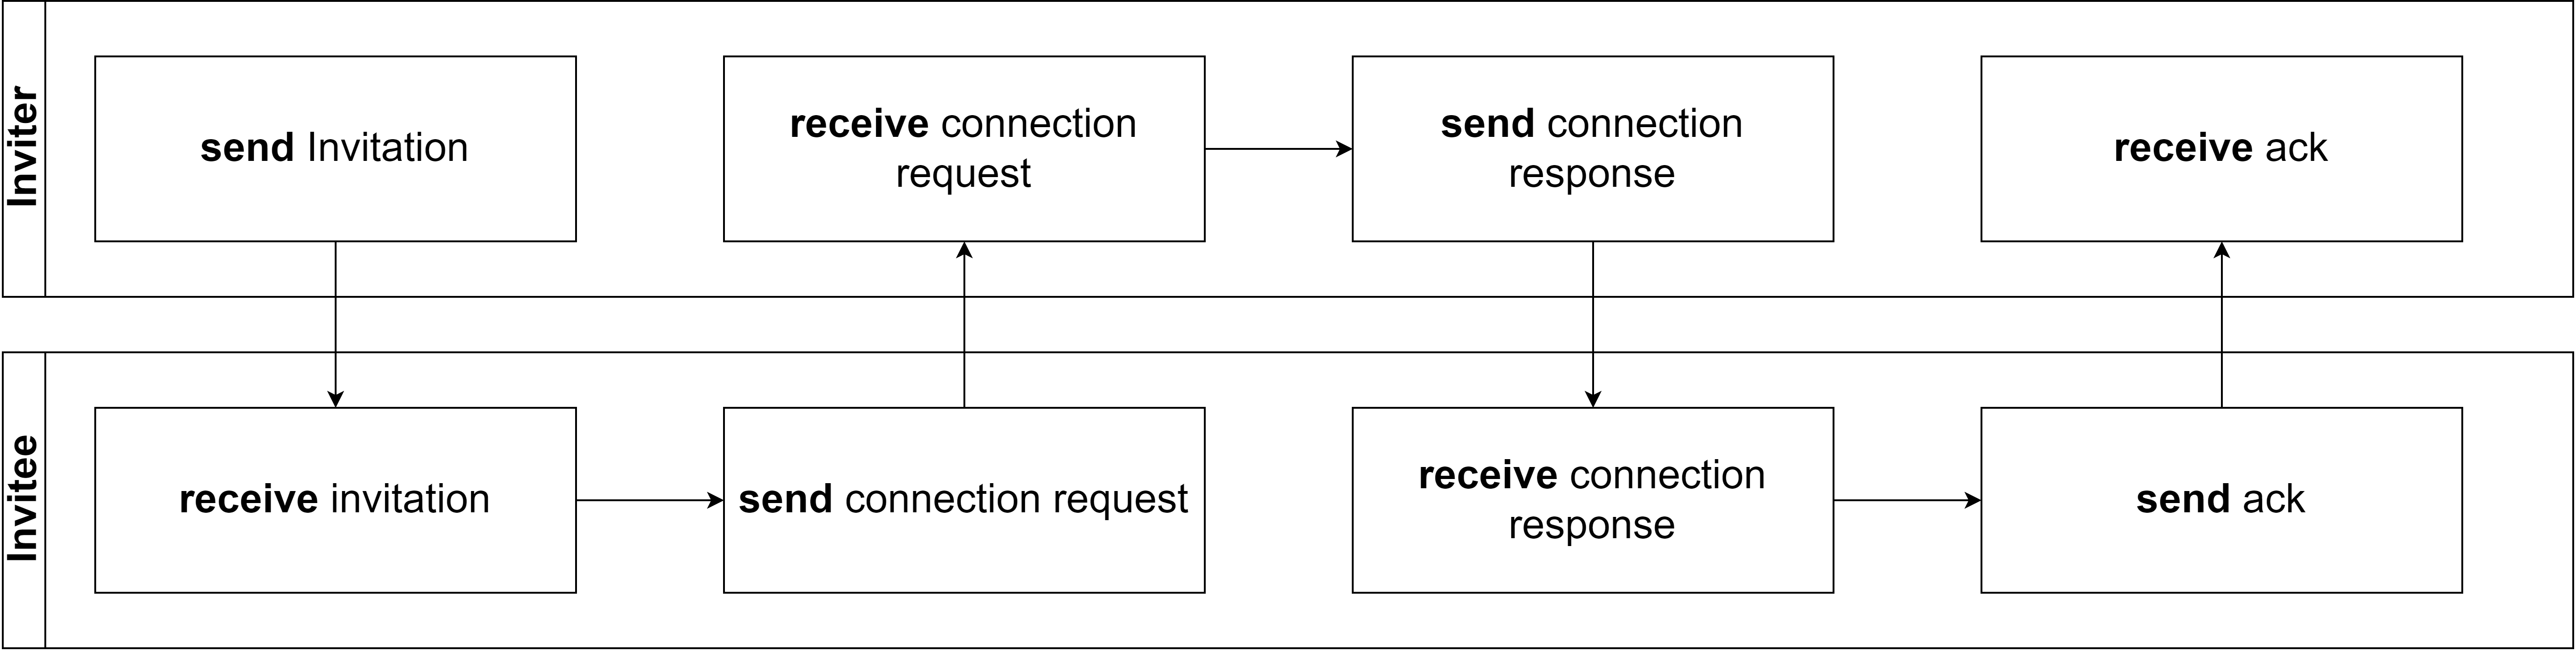 Inviter
send Invitation
receive connection
request
send connection
response
receive ack
Invitee
receive invitation
send connection request
receive connection
response
send ack